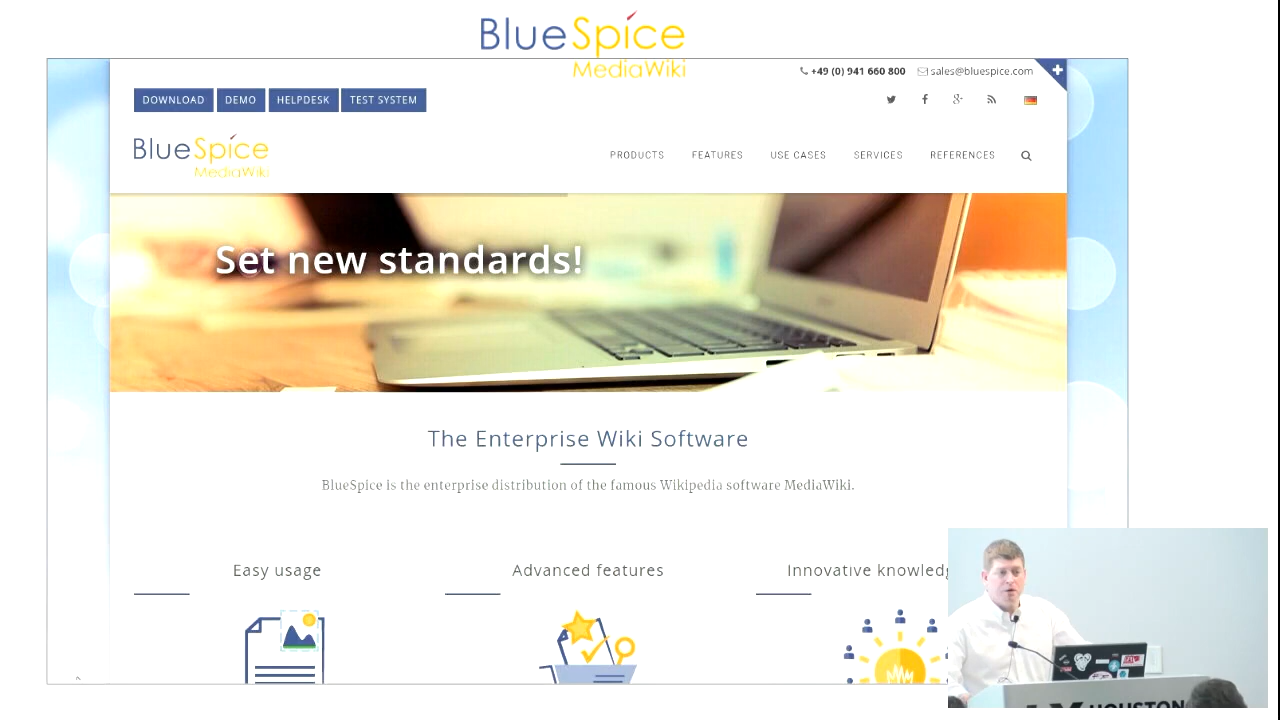 BlueSpice
MediaWiki
+49 (0) 941 660 800 sales@bluespice.com
DOWNLOAD DEMO HELPDESK TEST SYSTEM
BlueSpice
MediaWiki
PRODUCTS FEATURES USE CASES SERVICES REFERENCES
Set new standards!
The Enterprise Wiki Software
BlueSpice is the enterprise distribution of the famous Wikipedia software MediaWiki.
Easy usage Advanced features Innovative knowledg
HOUSTON